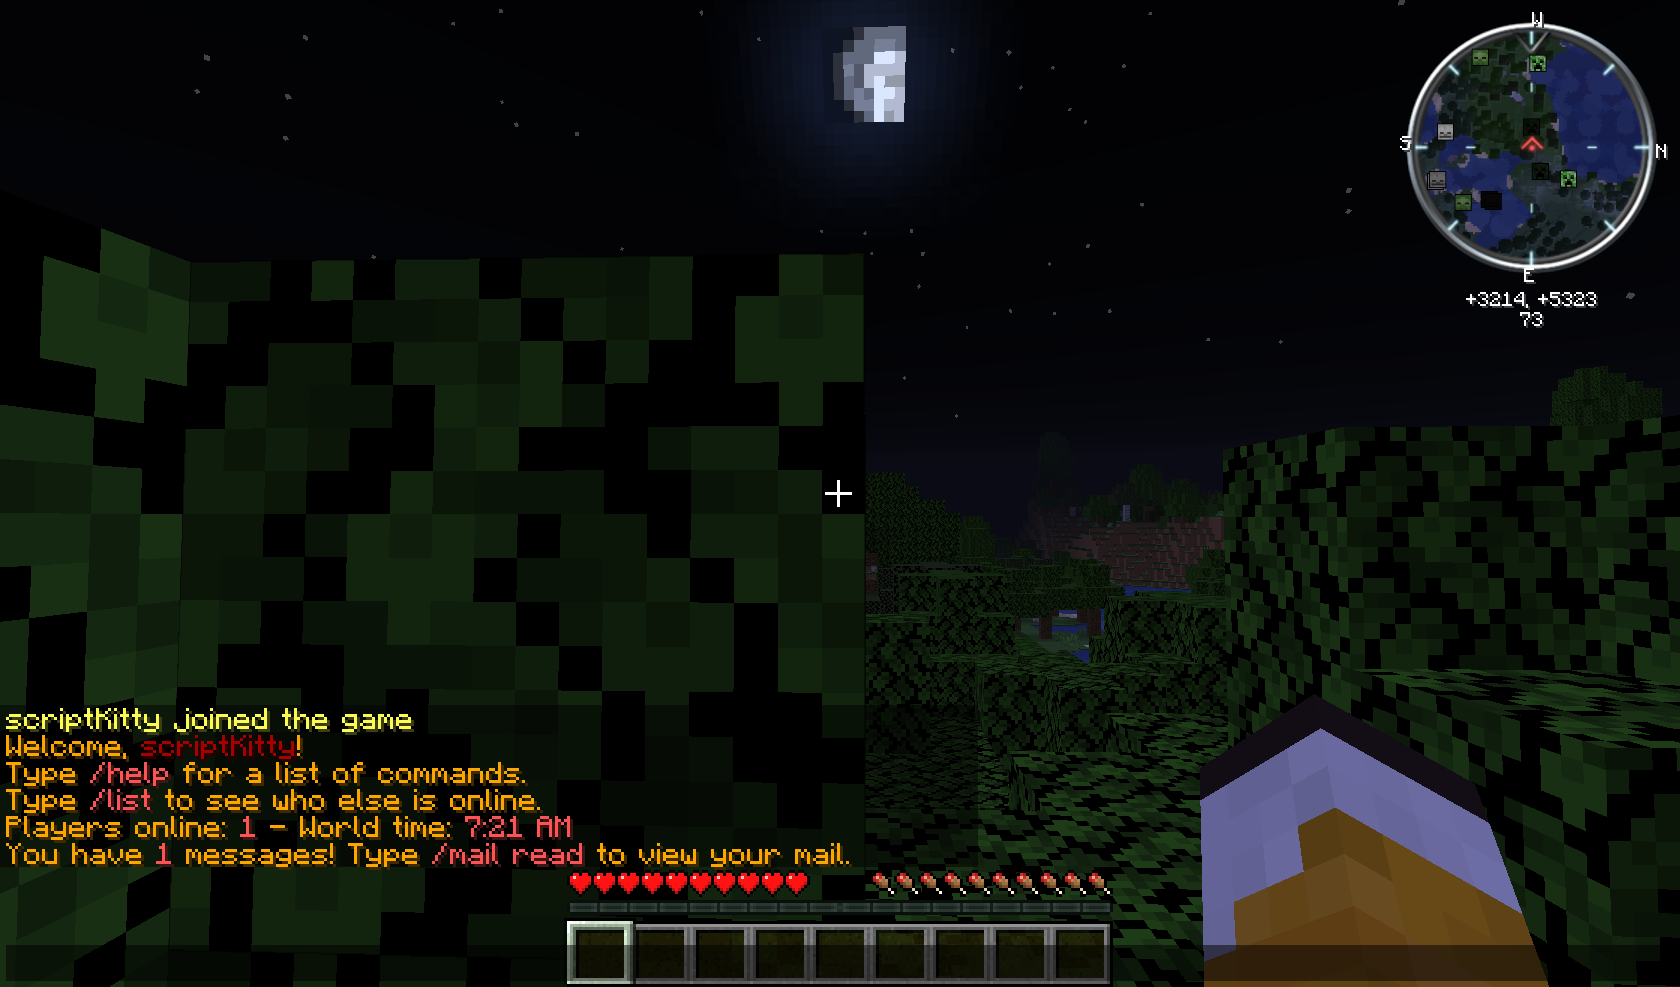 W
S
N
E
+3214, +5323
73
scriptKitty joined the game
Welcome, scriptKitty!
Type /help for a list of commands.
Type /list to see who else is online.
Players online: 1 - World time: 7:21 AM
You have 1 messages! Type /mail read to view your mail.